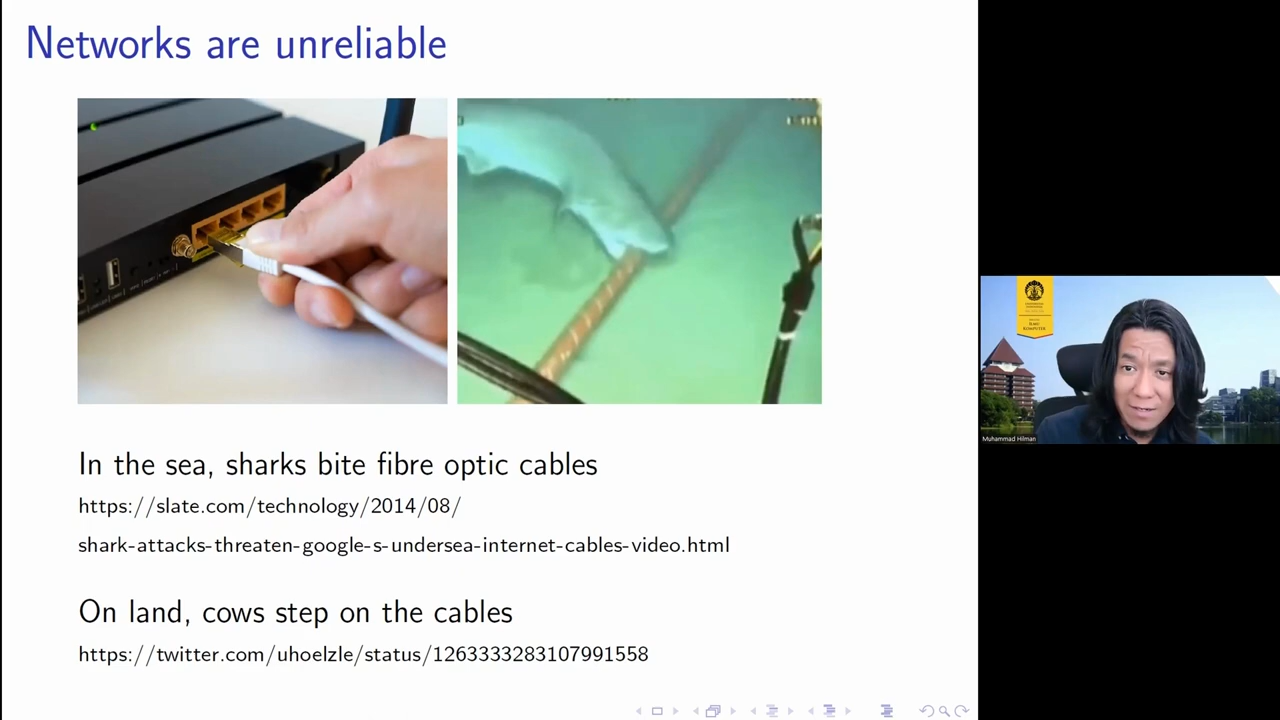 Networks are unreliable
In the sea, sharks bite fibre optic cables
https://slate.com/technology/2014/08/
shark-attacks-threaten-google-s-undersea-internet-cables-video.html
On land, cows step on the cables
https://twitter.com/uhoelzle/status/1263333283107991558
ILMU
KOMPUTER
Muhammad Hilman